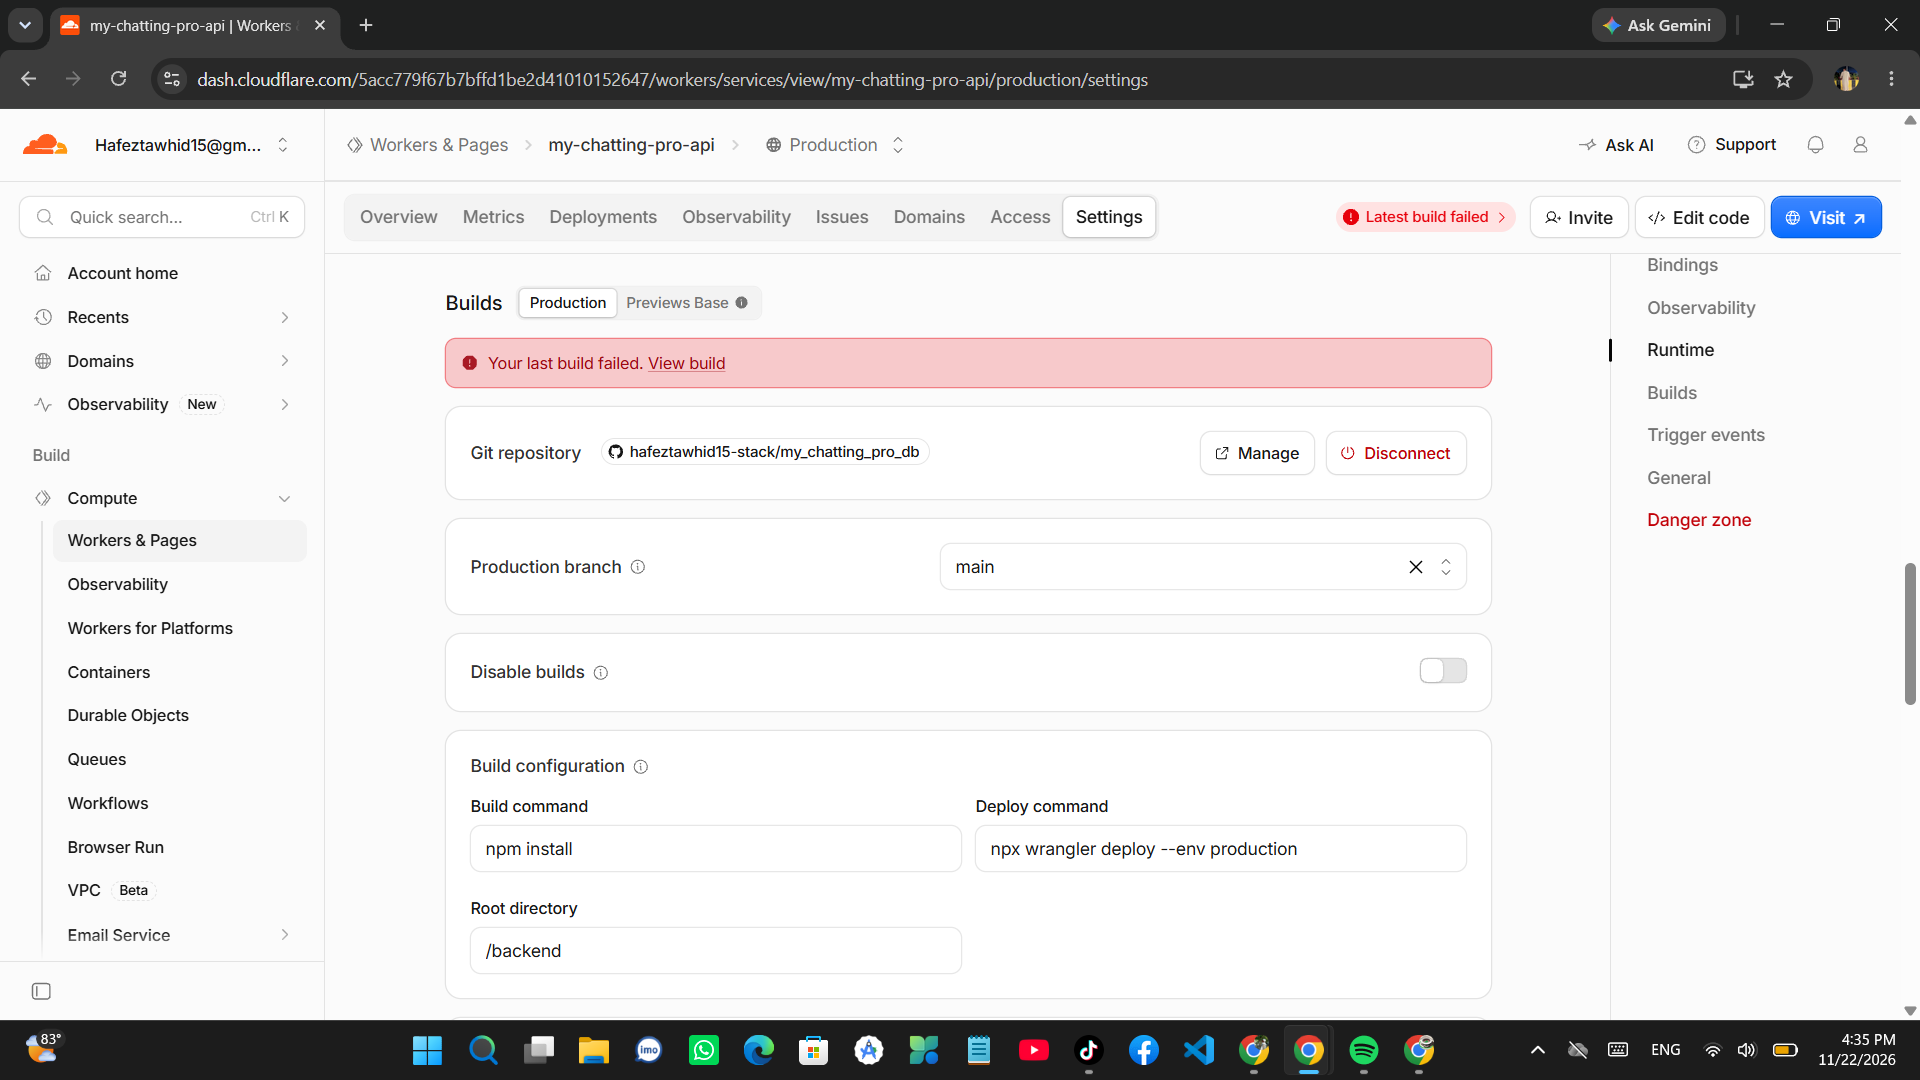 my-chatting-pro-api | Workers
Ask Gemini
dash.cloudflare.com/5acc779f67b7bffd1be2d41010152647/workers/services/view/my-chatting-pro-api/production/settings
Hafeztawhid15@gm...
Workers & Pages
my-chatting-pro-api
Production
Ask AI
Support
Quick search...
Ctrl K
Overview
Metrics
Deployments
Observability
Issues
Domains
Access
Settings
Latest build failed
Invite
Edit code
Visit
Account home
Recents
Domains
Observability New
Build
Compute
Workers & Pages
Observability
Workers for Platforms
Containers
Durable Objects
Queues
Workflows
Browser Run
VPC Beta
Email Service
Builds
Production
Previews Base
Your last build failed. View build
Git repository
hafeztawhid15-stack/my_chatting_pro_db
Manage
Disconnect
Production branch
main
Disable builds
Build configuration
Build command
Deploy command
npm install
npx wrangler deploy --env production
Root directory
/backend
Bindings
Observability
Runtime
Builds
Trigger events
General
Danger zone
83°
imo
ENG
4:35 PM
11/22/2026